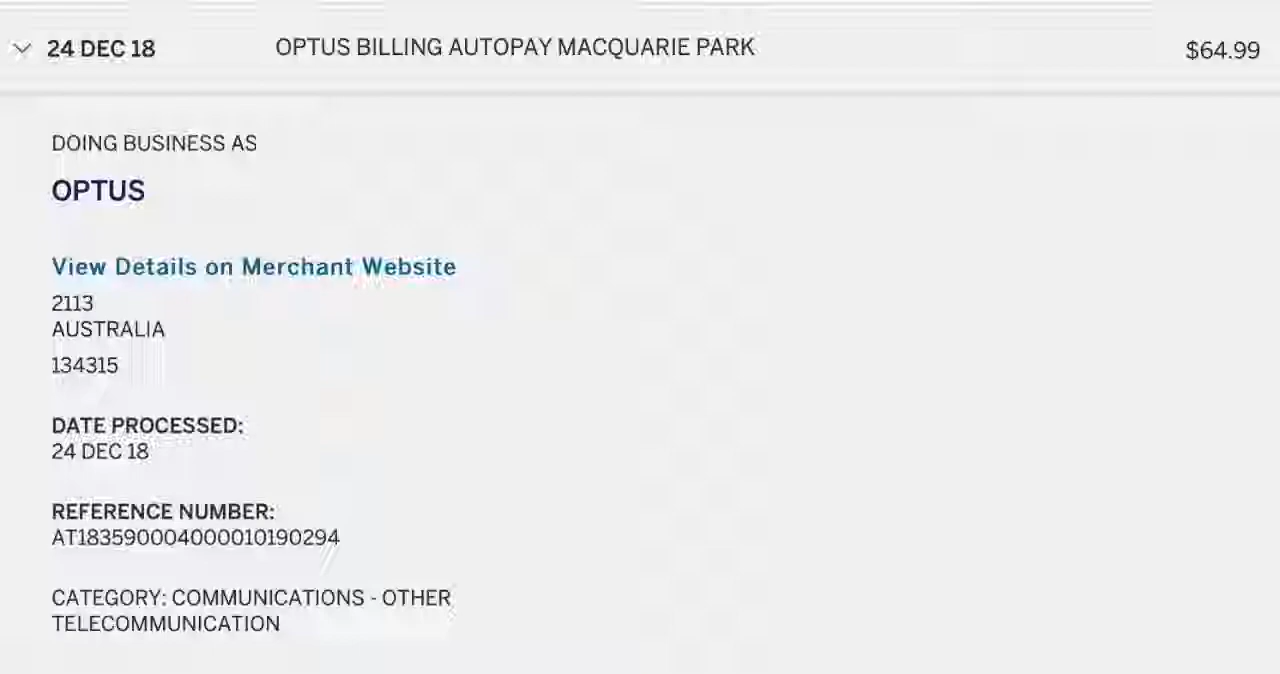 24 DEC 18 OPTUS BILLING AUTOPAY MACQUARIE PARK $64.99
DOING BUSINESS AS
OPTUS
View Details on Merchant Website
2113
AUSTRALIA
134315
DATE PROCESSED:
24 DEC 18
REFERENCE NUMBER:
AT183590004000010190294
CATEGORY: COMMUNICATIONS - OTHER
TELECOMMUNICATION